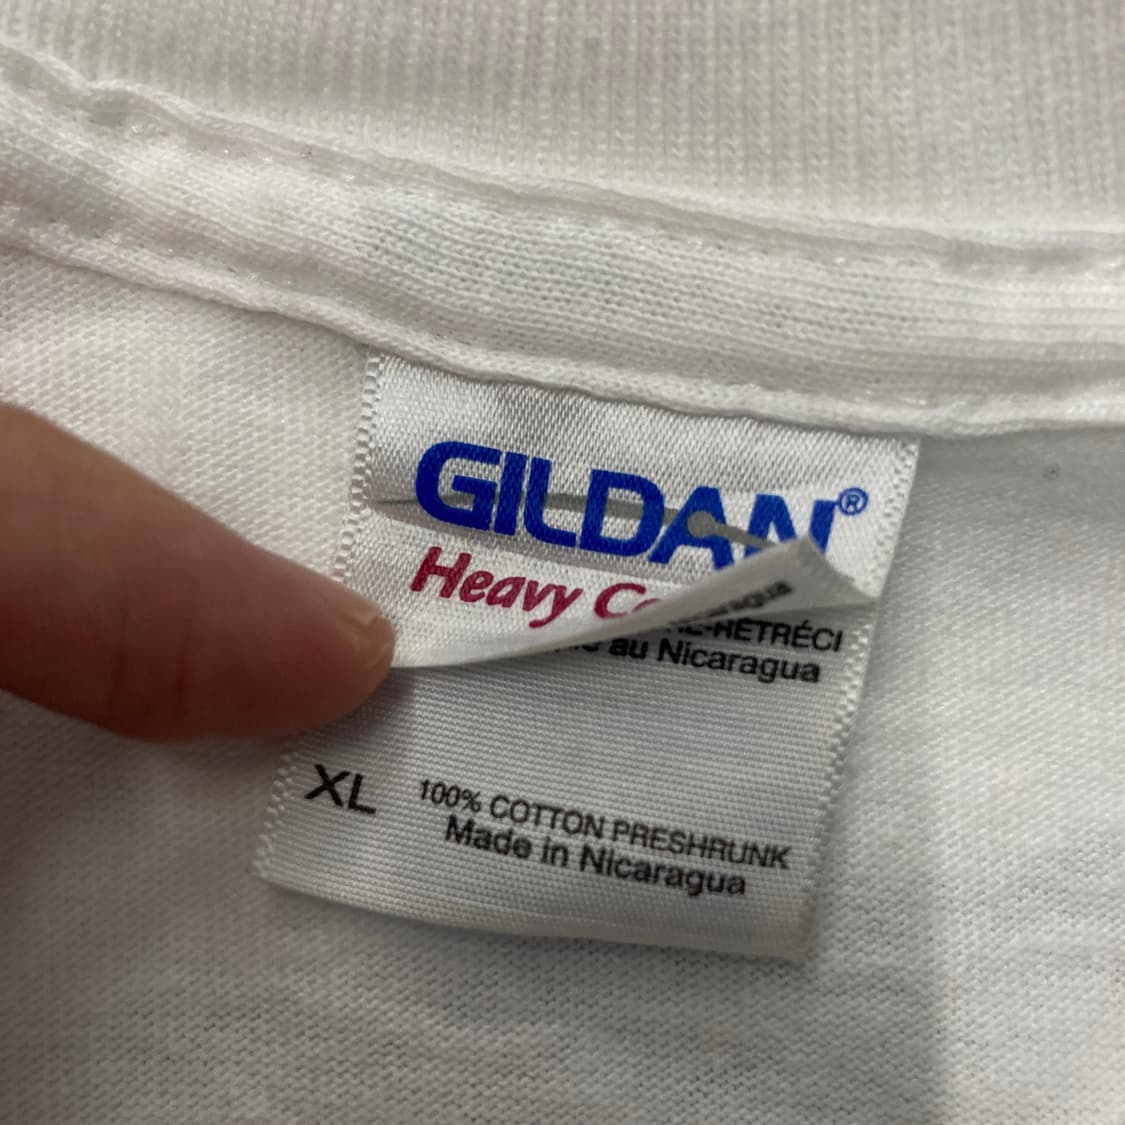 GILDAN®
Heavy
RÉTRÉCI
au Nicaragua
XL
100% COTTON PRESHRUNK
Made in Nicaragua